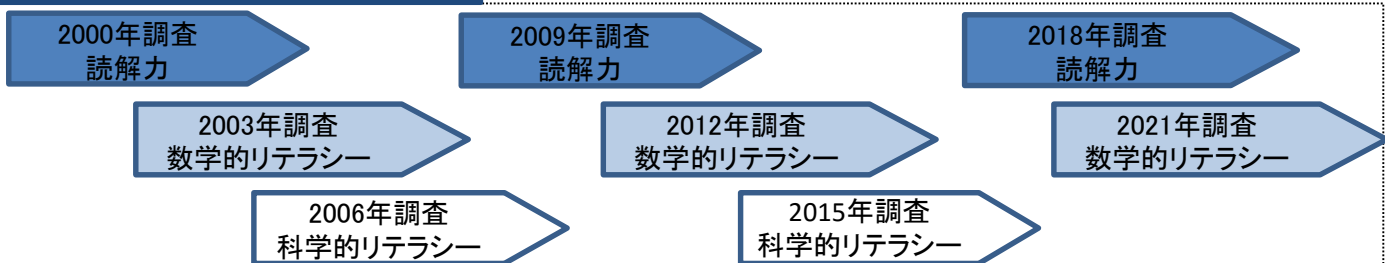 2000年調査
読解力
2009年調査
読解力
2018年調査
読解力
2003年調査
数学的リテラシー
2012年調査
数学的リテラシー
2021年調査
数学的リテラシー
2006年調査
科学的リテラシー
2015年調査
科学的リテラシー